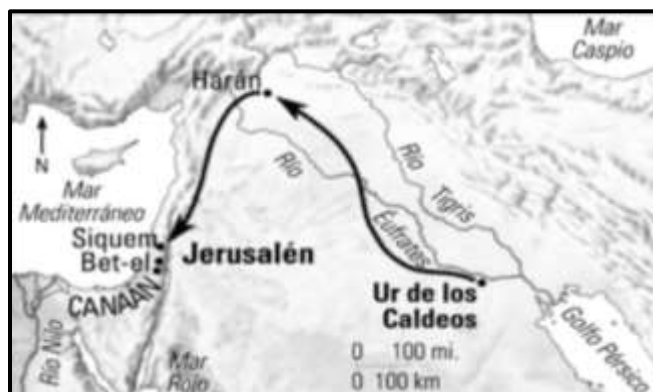 Mar
Caspio
Harán
N
Río
Río
Tigris
Mar
Mediterráneo
Éufrates
Siquem
Bet-el
Jerusalén
CANAÁN
Ur de los
Caldeos
Golfo Pérsico
Río Nilo
Mar
Rojo
0 100 mi.
0 100 km